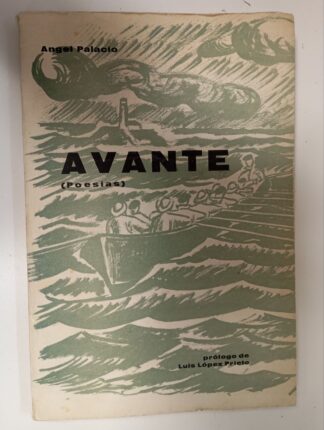 Angel Palacio
AVANTE
(Poesías)
prólogo de
Luis López Prieto